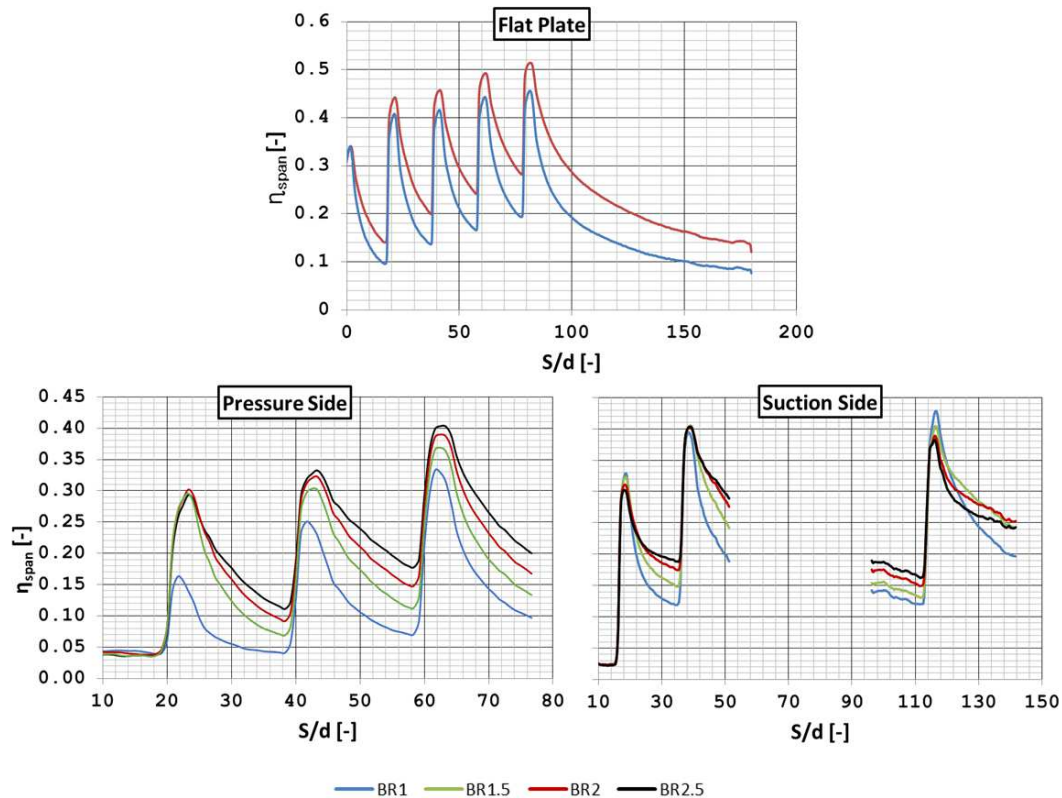 Flat Plate
0.6
0.5
0.4
0.3
0.2
0.1
0
ηspan [-]
0 50 100 150 200
S/d [-]
Pressure Side
0.45
0.40
0.35
0.30
0.25
0.20
0.15
0.10
0.05
0.00
ηspan [-]
10 20 30 40 50 60 70 80
S/d [-]
Suction Side
10 30 50 70 90 110 130 150
S/d [-]
BR1 BR1.5 BR2 BR2.5